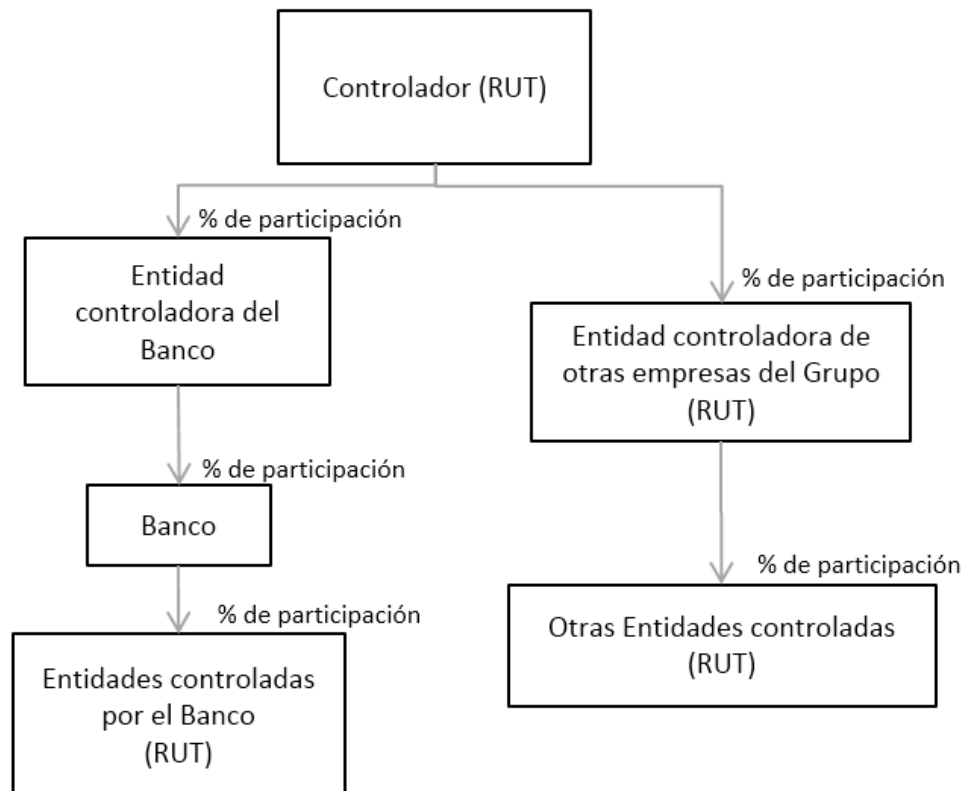 Controlador (RUT)
% de participación
Entidad
controladora del
Banco
% de participación
Entidad controladora de
otras empresas del Grupo
(RUT)
% de participación
Banco
% de participación
Otras Entidades controladas
(RUT)
% de participación
Entidades controladas
por el Banco
(RUT)